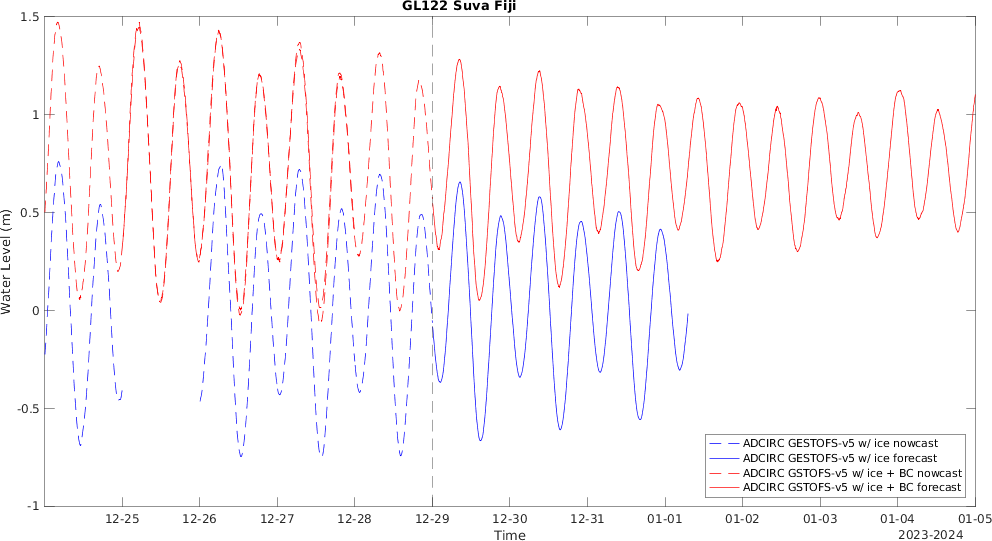 GL122 Suva Fiji
1.5
1
0.5
0
-0.5
-1
Water Level (m)
12-25 12-26 12-27 12-28 12-29 12-30 12-31 01-01 01-02 01-03 01-04 01-05
Time
2023-2024
ADCIRC GESTOFS-v5 w/ ice nowcast
ADCIRC GESTOFS-v5 w/ ice forecast
ADCIRC GSTOFS-v5 w/ ice + BC nowcast
ADCIRC GSTOFS-v5 w/ ice + BC forecast